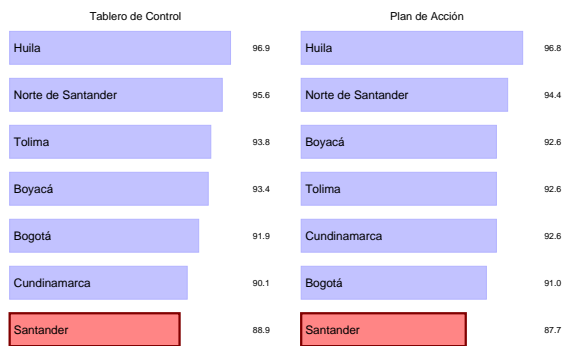 Tablero de Control
Huila 96.9
Norte de Santander 95.6
Tolima 93.8
Boyacá 93.4
Bogotá 91.9
Cundinamarca 90.1
Santander 88.9
Plan de Acción
Huila 96.8
Norte de Santander 94.4
Boyacá 92.6
Tolima 92.6
Cundinamarca 92.6
Bogotá 91.0
Santander 87.7